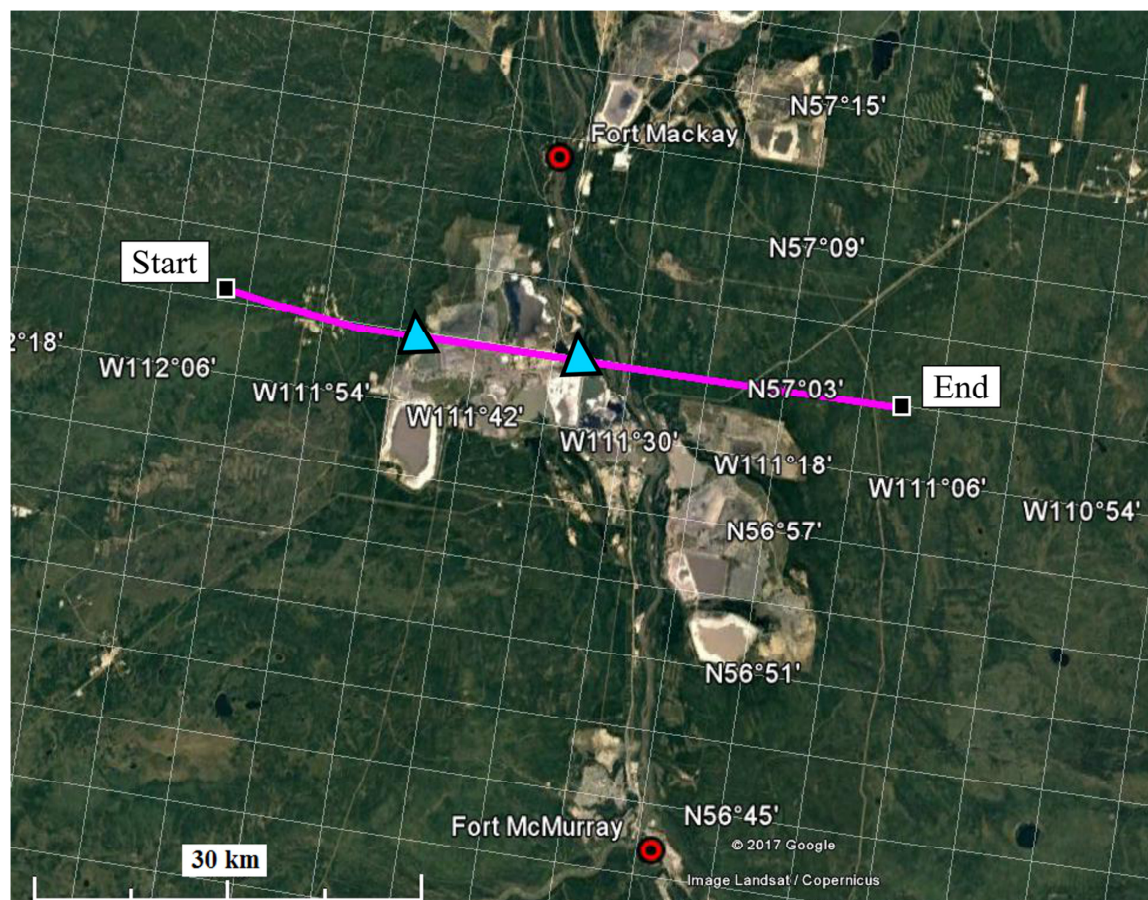 N57°15'
Fort Mackay
N57°09'
Start
W112°06'
W111°54'
N57°03'
End
W111°42'
W111°30'
W111°18'
W111°06'
W110°54'
N56°57'
N56°51'
N56°45'
Fort McMurray
© 2017 Google
30 km
Image Landsat / Copernicus